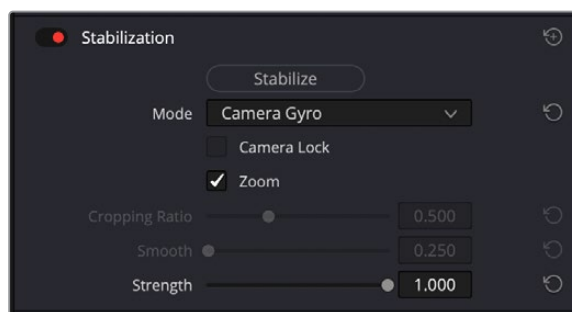 Stabilization
Stabilize
Mode Camera Gyro
Camera Lock
Zoom
Cropping Ratio 0.500
Smooth 0.250
Strength 1.000